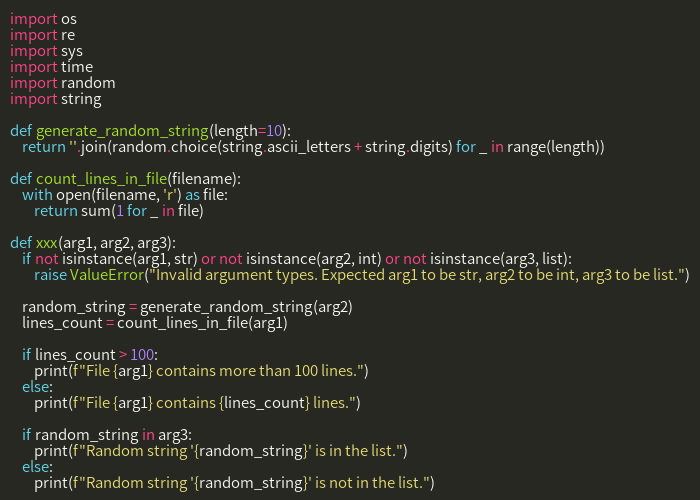 import os
import re
import sys
import time
import random
import string

def generate_random_string(length=10):
    return ''.join(random.choice(string.ascii_letters + string.digits) for _ in range(length))

def count_lines_in_file(filename):
    with open(filename, 'r') as file:
        return sum(1 for _ in file)

def xxx(arg1, arg2, arg3):
    if not isinstance(arg1, str) or not isinstance(arg2, int) or not isinstance(arg3, list):
        raise ValueError("Invalid argument types. Expected arg1 to be str, arg2 to be int, arg3 to be list.")

    random_string = generate_random_string(arg2)
    lines_count = count_lines_in_file(arg1)

    if lines_count > 100:
        print(f"File {arg1} contains more than 100 lines.")
    else:
        print(f"File {arg1} contains {lines_count} lines.")

    if random_string in arg3:
        print(f"Random string '{random_string}' is in the list.")
    else:
        print(f"Random string '{random_string}' is not in the list.")